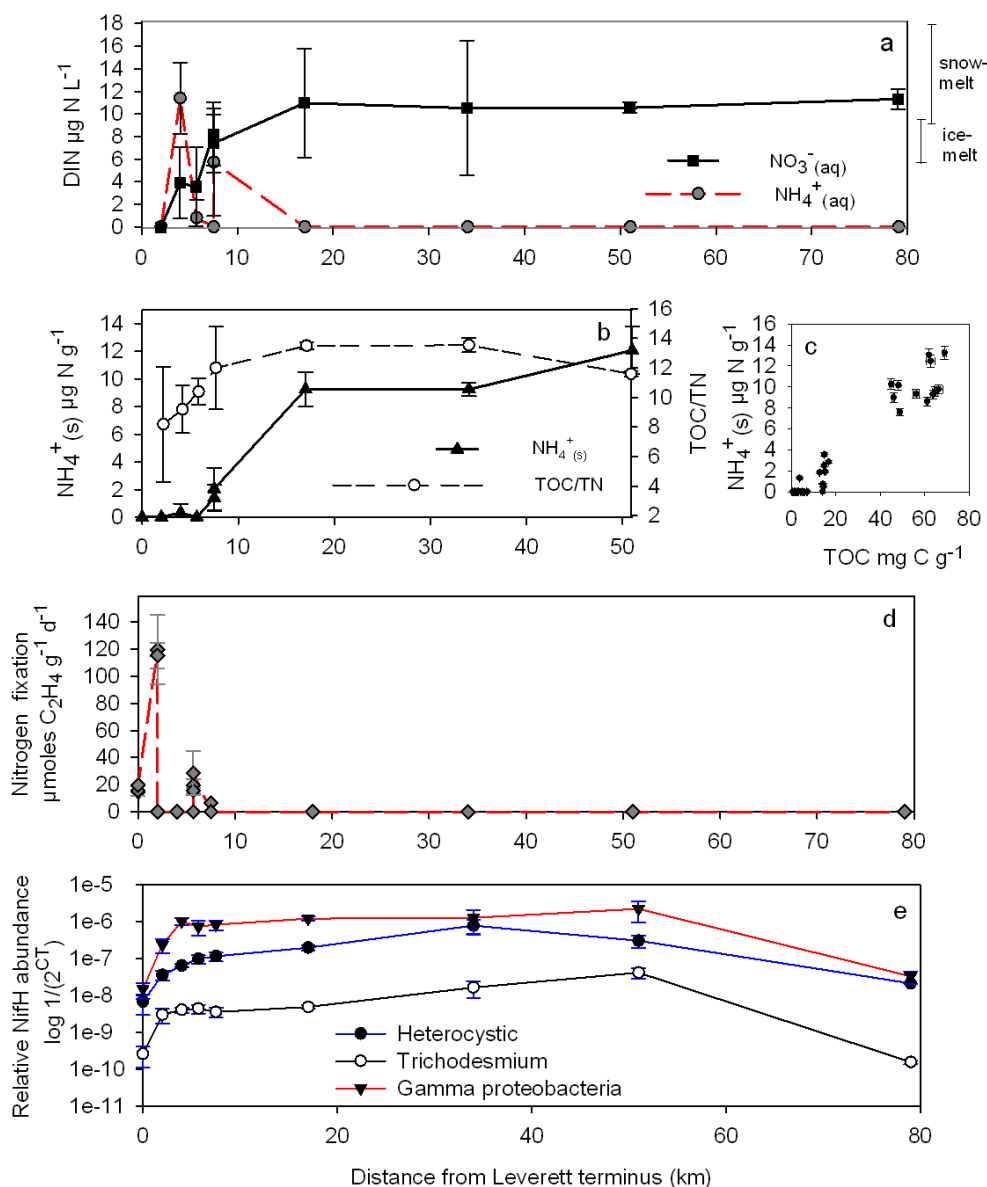 a
DIN µg N L⁻¹
18
16
14
12
10
8
6
4
2
0
0 10 20 30 40 50 60 70 80
NO₃⁻(aq)
NH₄⁺(aq)
snow-
melt
ice-
melt
b
NH₄⁺(s) µg N g⁻¹
14
12
10
8
6
4
2
0
0 10 20 30 40 50
16
14
12
10
8
6
4
2
TOC/TN
NH₄⁺(s)
TOC/TN
c
NH₄⁺(s) µg N g⁻¹
16
14
12
10
8
6
4
2
0
0 20 40 60 80
TOC mg C g⁻¹
d
Nitrogen fixation
µmoles C₂H₄ g⁻¹ d⁻¹
140
120
100
80
60
40
20
0
0 10 20 30 40 50 60 70 80
e
Relative NifH abundance
log 1/(2^CT)
1e-5
1e-6
1e-7
1e-8
1e-9
1e-10
1e-11
Heterocystic
Trichodesmium
Gamma proteobacteria
0 20 40 60 80
Distance from Leverett terminus (km)